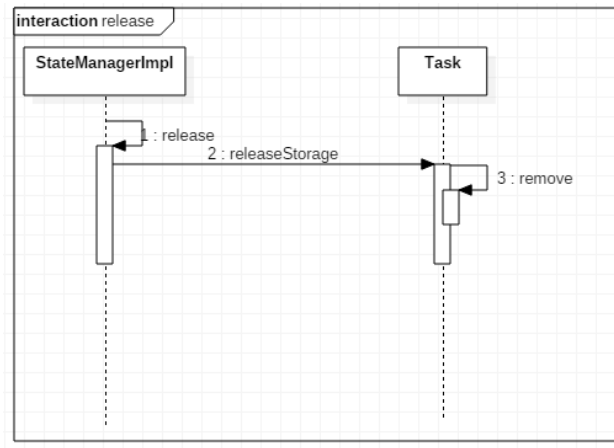 interaction release
StateManagerImpl
Task
1 : release
2 : releaseStorage
3 : remove